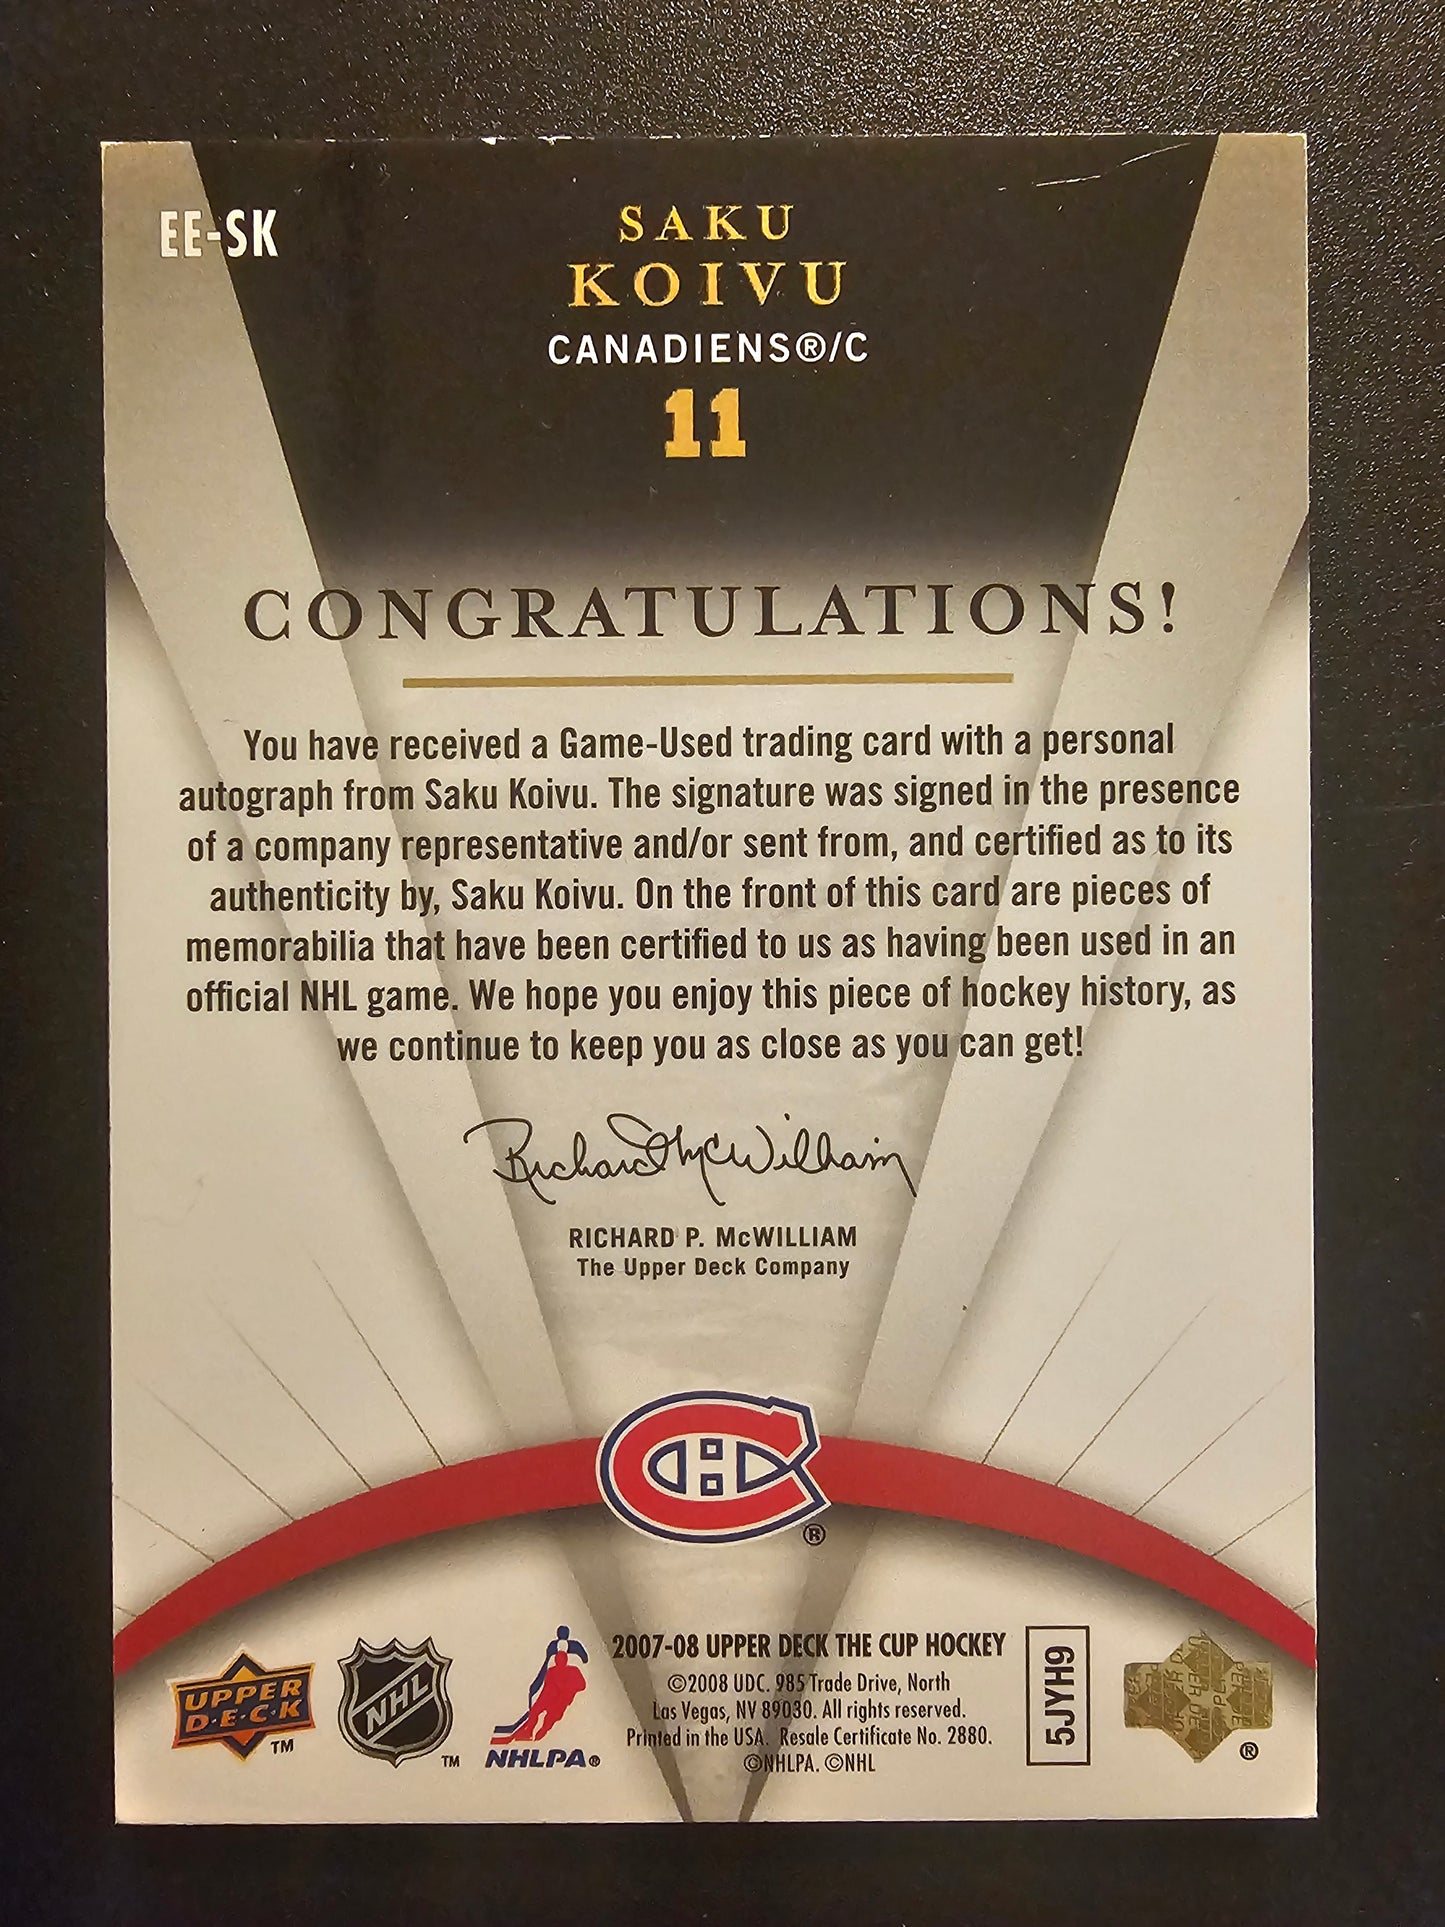 EE-SK
SAKU
KOIVU
CANADIENS®/C
11
CONGRATULATIONS!
You have received a Game-Used trading card with a personal
autograph from Saku Koivu. The signature was signed in the presence
of a company representative and/or sent from, and certified as to its
authenticity by, Saku Koivu. On the front of this card are pieces of
memorabilia that have been certified to us as having been used in an
official NHL game. We hope you enjoy this piece of hockey history, as
we continue to keep you as close as you can get!
Richard McWilliam
RICHARD P. McWILLIAM
The Upper Deck Company
CH ®
UPPER
D·E·C·K ™
NHL ™
NHLPA®
2007-08 UPPER DECK THE CUP HOCKEY
©2008 UDC. 985 Trade Drive, North
Las Vegas, NV 89030. All rights reserved.
Printed in the USA. Resale Certificate No. 2880.
©NHLPA. ©NHL
5JYH9
®